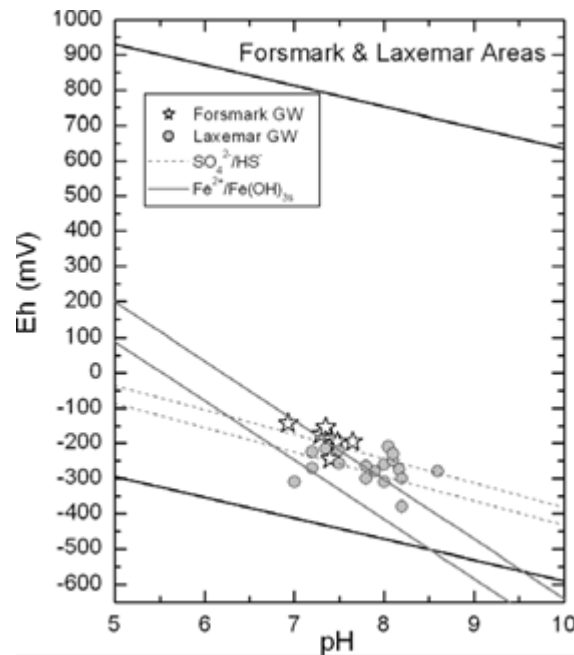 Forsmark & Laxemar Areas
1000
900
800
700
600
500
400
300
200
100
0
-100
-200
-300
-400
-500
-600
Eh (mV)
Forsmark GW
Laxemar GW
SO₄²⁻/HS⁻
Fe²⁺/Fe(OH)₃ₛ
5 6 7 8 9 10
pH